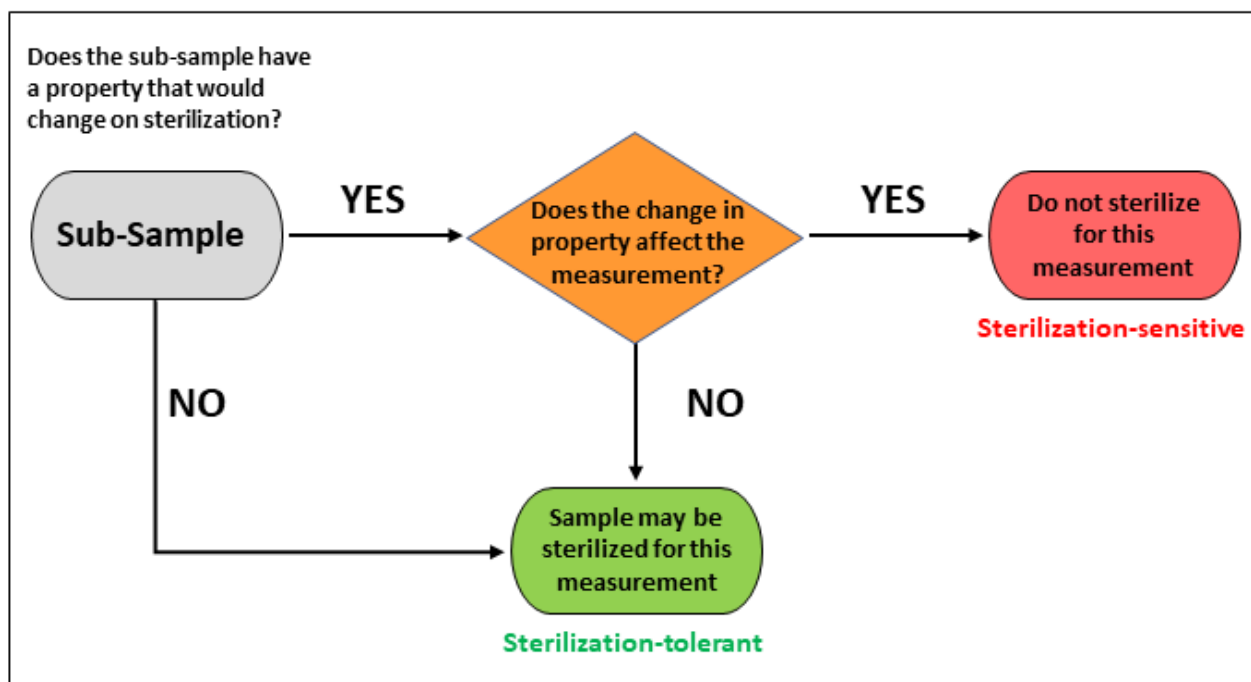 Does the sub-sample have
a property that would
change on sterilization?
Sub-Sample
YES
Does the change in
property affect the
measurement?
YES
Do not sterilize
for this
measurement
Sterilization-sensitive
NO
NO
Sample may be
sterilized for this
measurement
Sterilization-tolerant